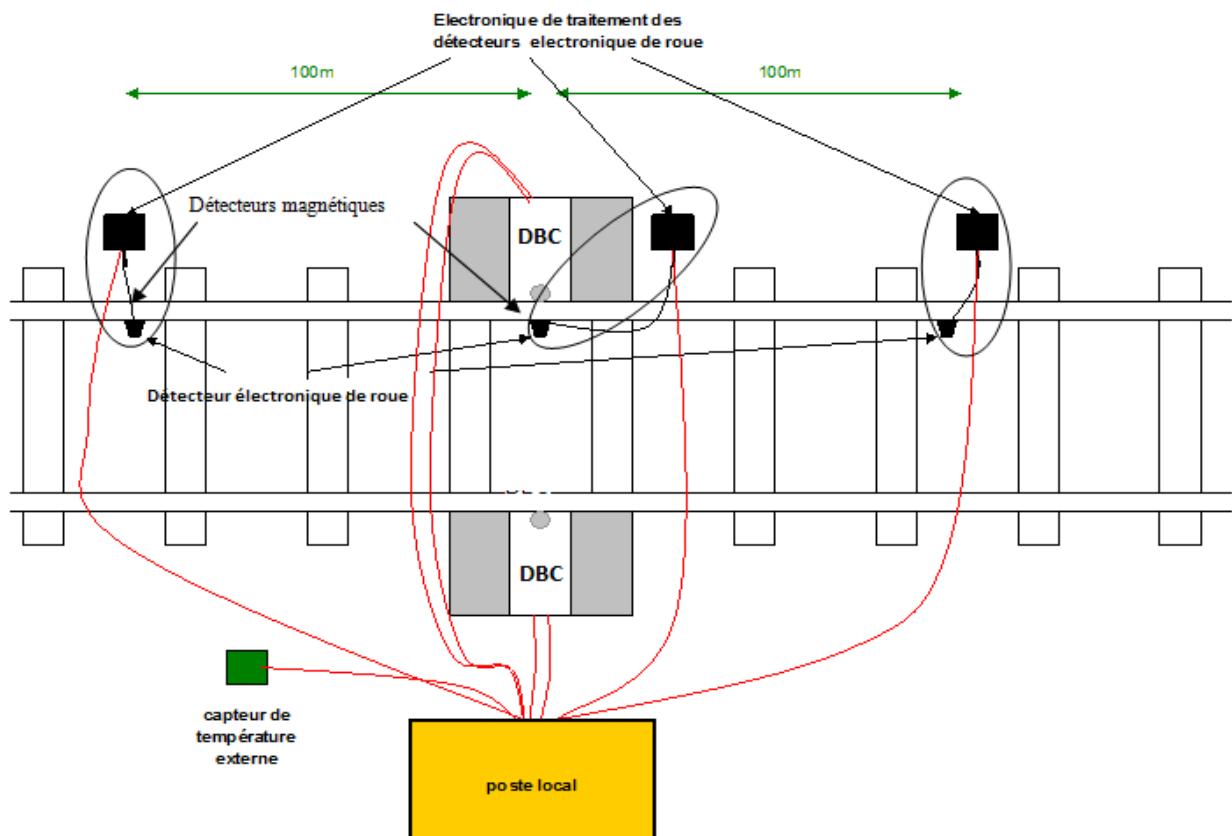 Electronique de traitement des
détecteurs electronique de roue
100m
100m
Détecteurs magnétiques
DBC
Détecteur électronique de roue
DBC
capteur de
température
externe
poste local